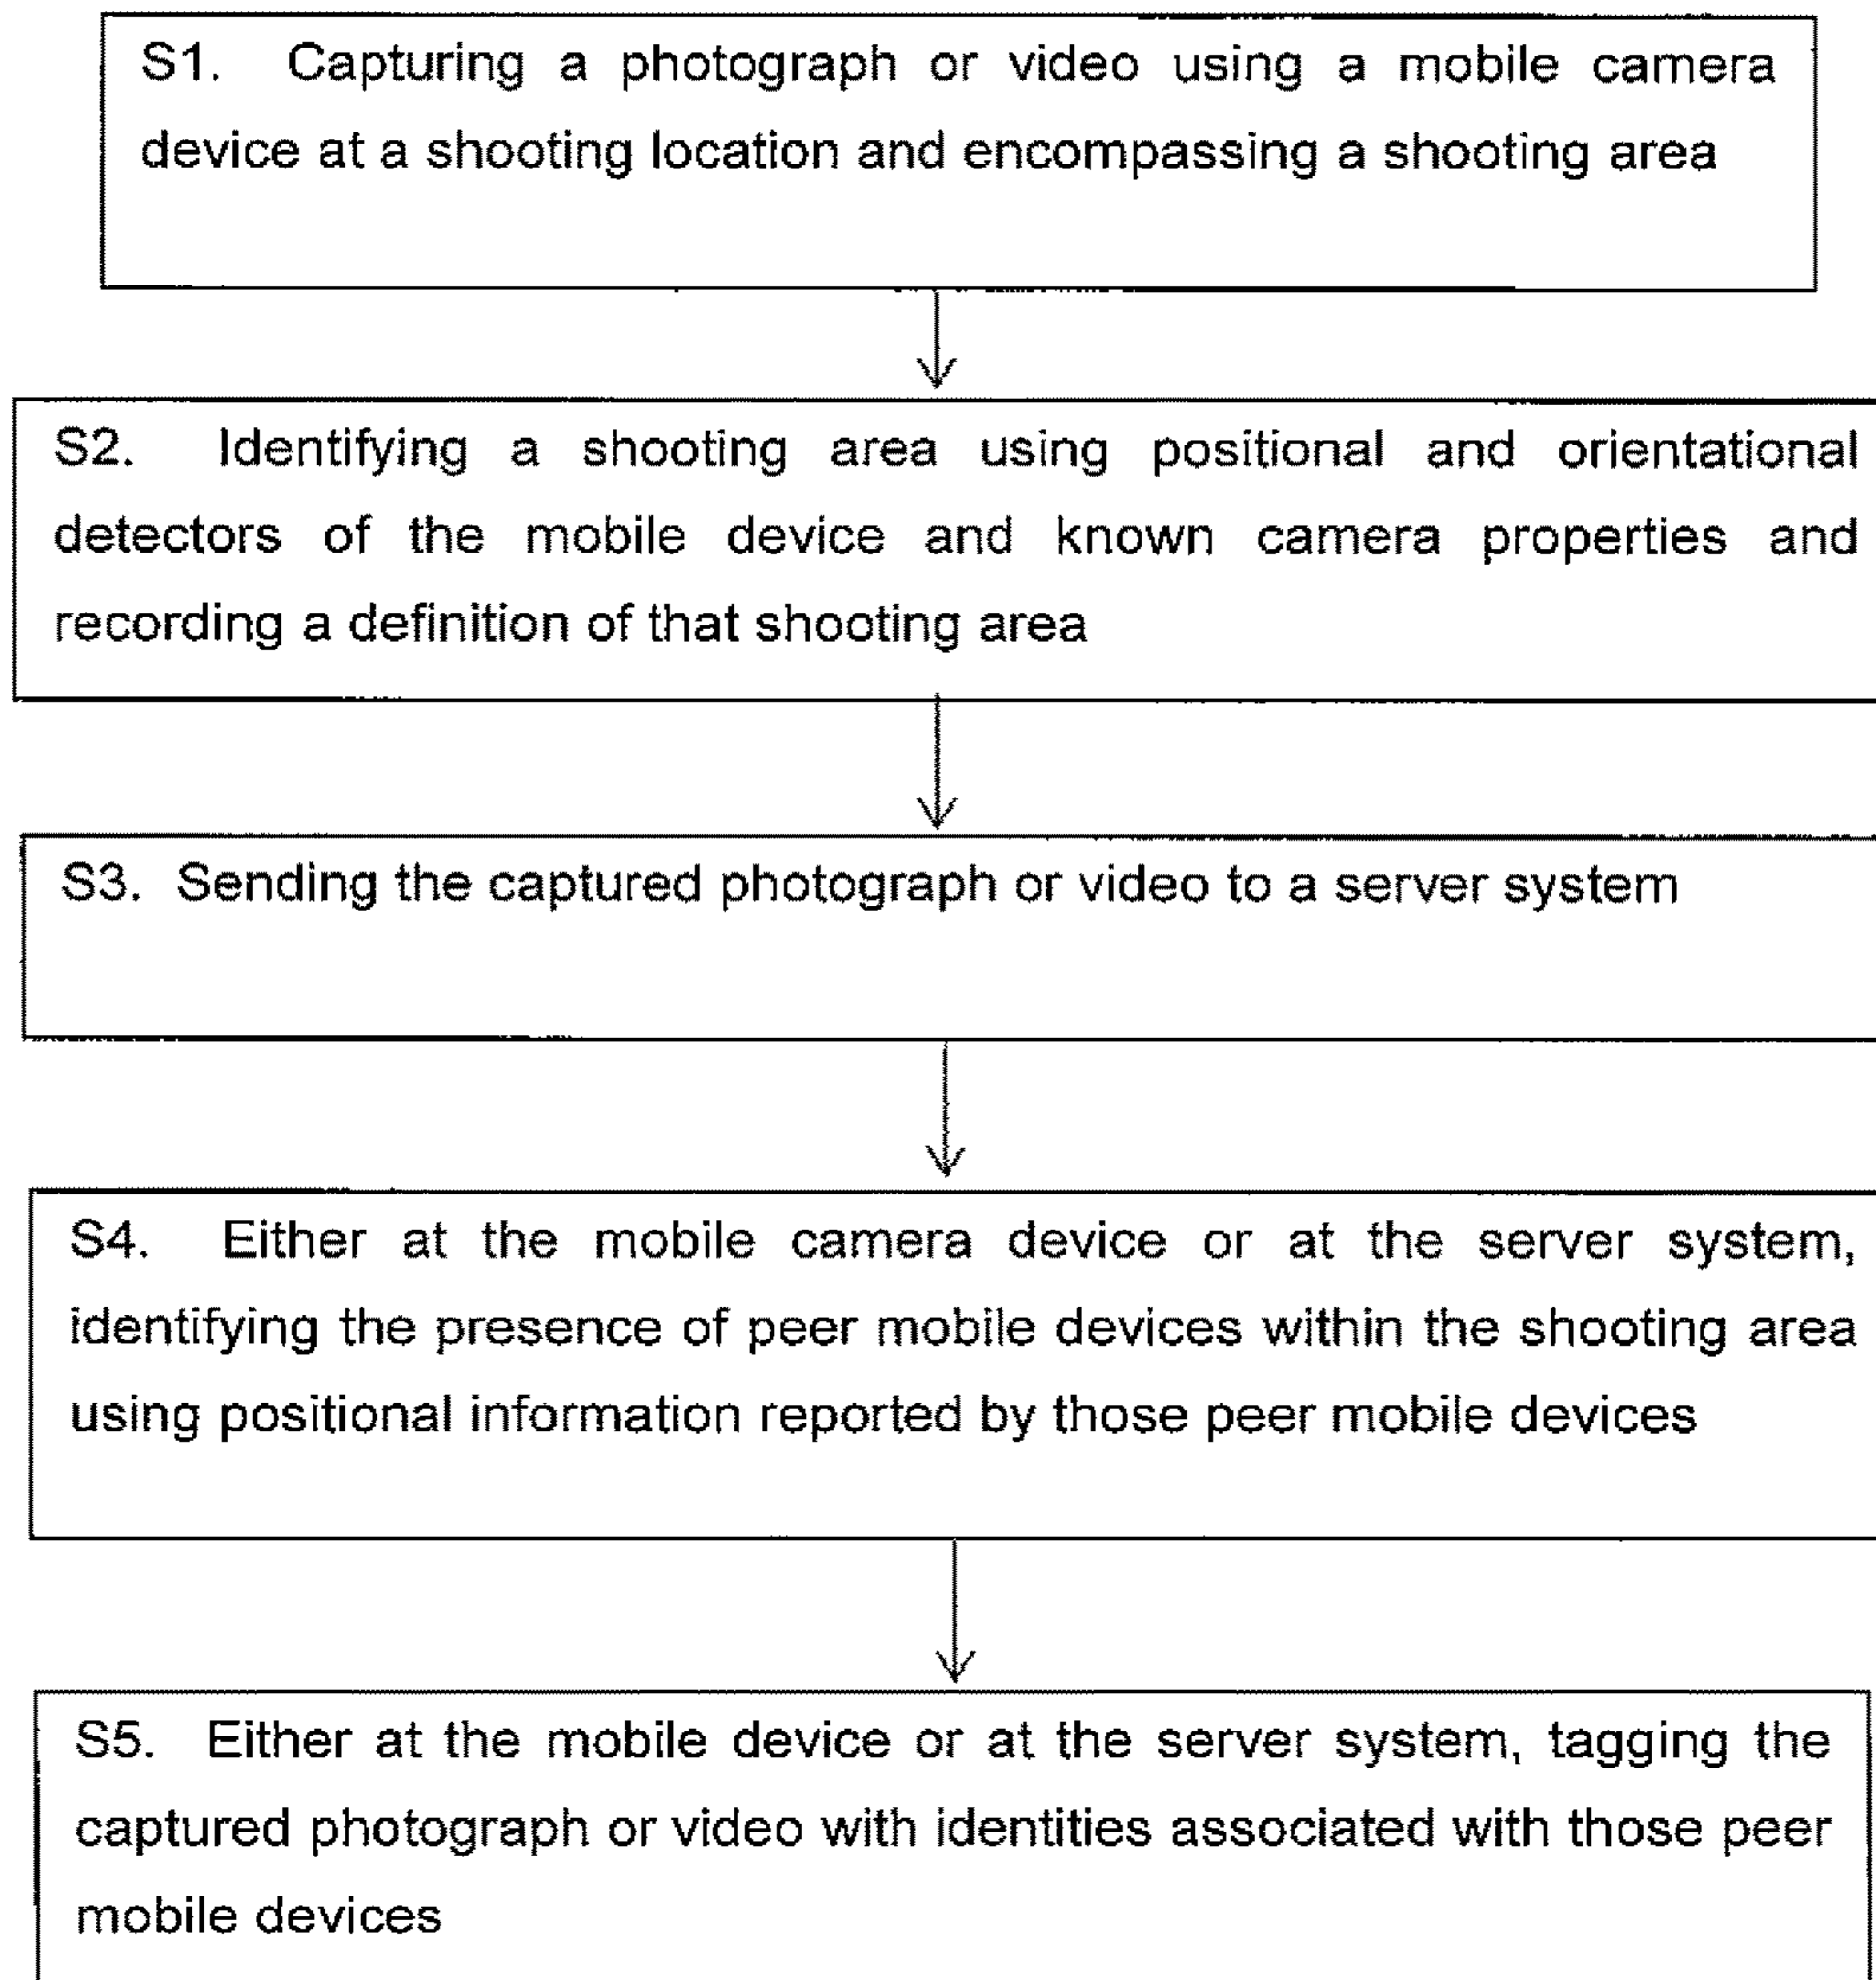 S1. Capturing a photograph or video using a mobile camera
device at a shooting location and encompassing a shooting area
S2. Identifying a shooting area using positional and orientational
detectors of the mobile device and known camera properties and
recording a definition of that shooting area
S3. Sending the captured photograph or video to a server system
S4. Either at the mobile camera device or at the server system,
identifying the presence of peer mobile devices within the shooting area
using positional information reported by those peer mobile devices
S5. Either at the mobile device or at the server system, tagging the
captured photograph or video with identities associated with those peer
mobile devices